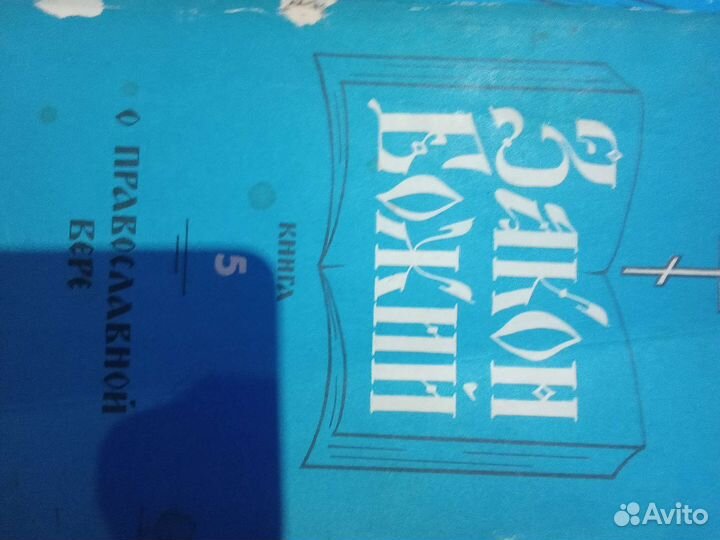 ЗАКОН
БОЖИЙ
КНИГА
5
О ПРАВОСЛАВНОЙ
ВЕРЕ
Avito